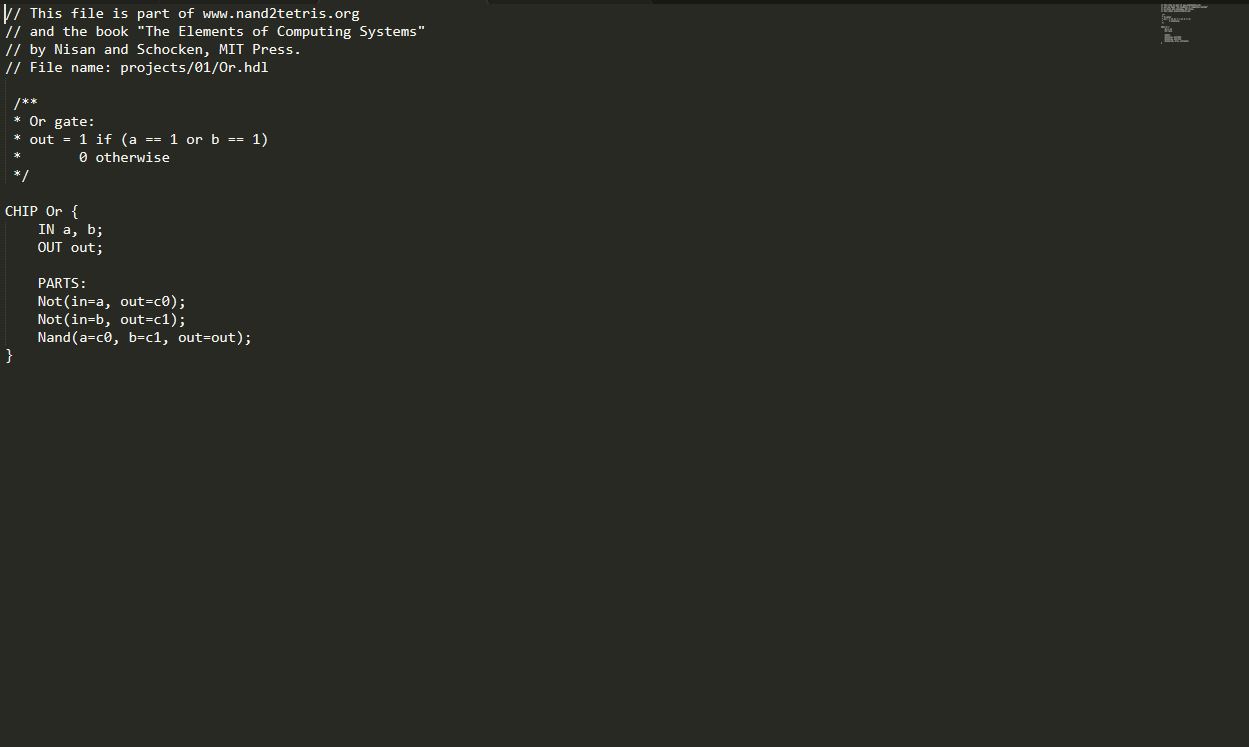 // This file is part of www.nand2tetris.org
// and the book "The Elements of Computing Systems"
// by Nisan and Schocken, MIT Press.
// File name: projects/01/Or.hdl
/**
* Or gate:
* out = 1 if (a == 1 or b == 1)
*       0 otherwise
*/
CHIP Or {
    IN a, b;
    OUT out;
    PARTS:
    Not(in=a, out=c0);
    Not(in=b, out=c1);
    Nand(a=c0, b=c1, out=out);
}